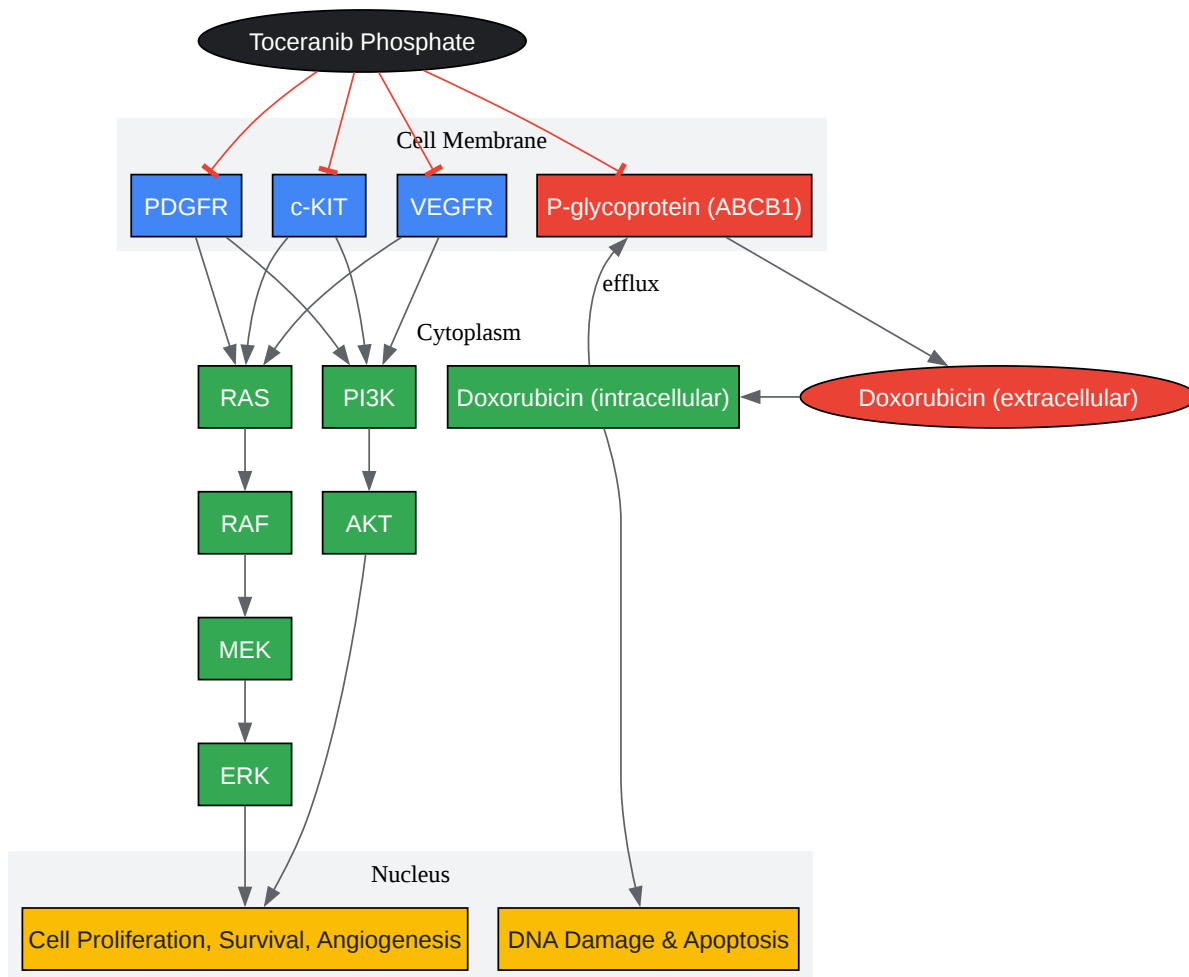 Toceranib Phosphate
Cell Membrane
PDGFR
c-KIT
VEGFR
P-glycoprotein (ABCB1)
efflux
Cytoplasm
RAS
PI3K
Doxorubicin (intracellular)
Doxorubicin (extracellular)
RAF
AKT
MEK
ERK
Nucleus
Cell Proliferation, Survival, Angiogenesis
DNA Damage & Apoptosis